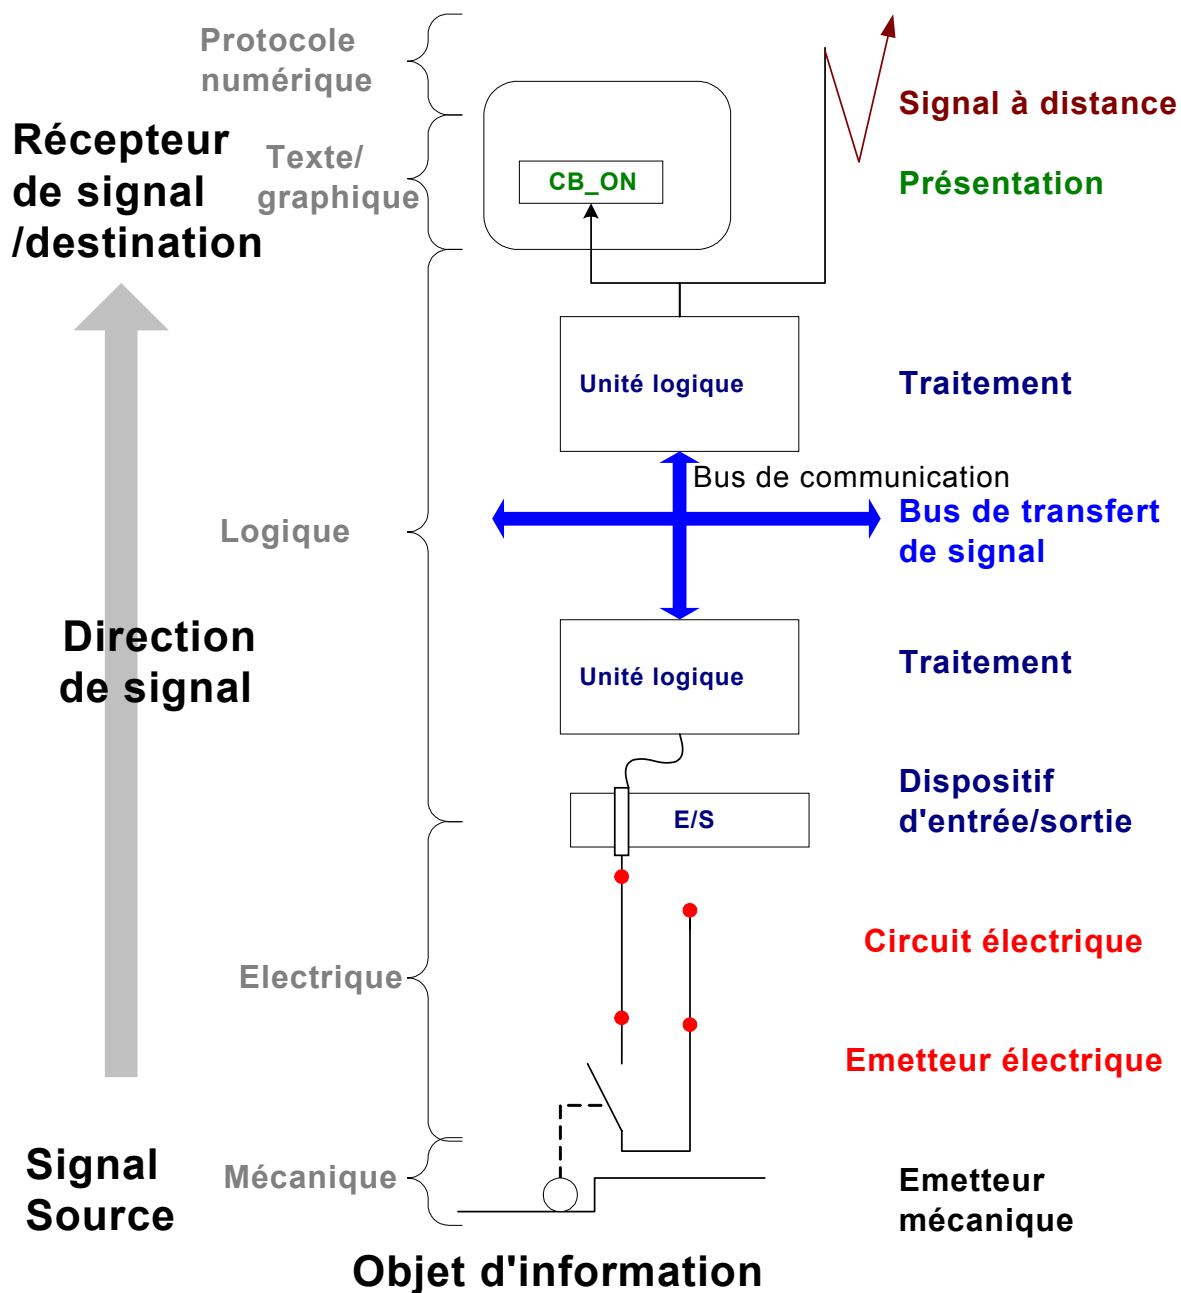 Protocole
numérique
Signal à distance
Récepteur
de signal
/destination
Texte/
graphique
CB_ON
Présentation
Unité logique
Traitement
Bus de communication
Bus de transfert
de signal
Logique
Direction
de signal
Unité logique
Traitement
Dispositif
d'entrée/sortie
E/S
Circuit électrique
Electrique
Emetteur électrique
Signal
Source
Mécanique
Emetteur
mécanique
Objet d'information